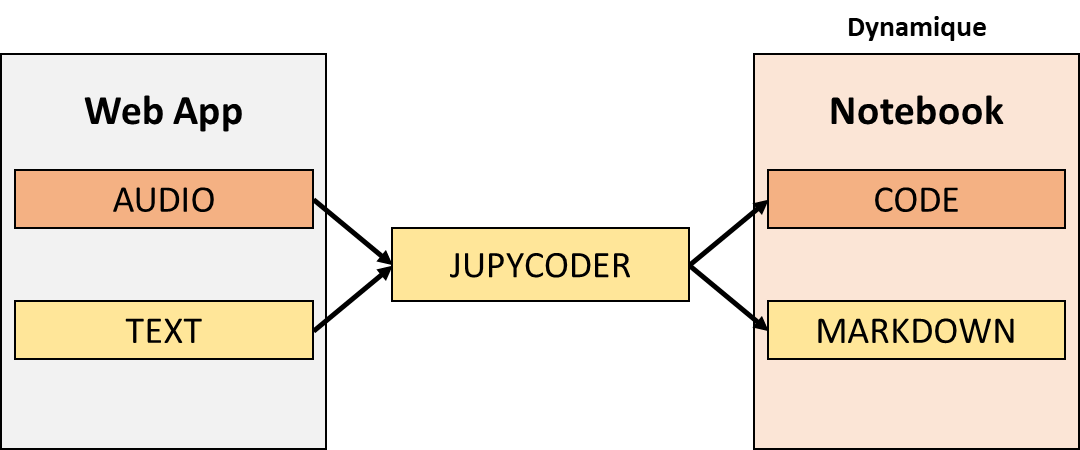 Dynamique
Web App
Notebook
AUDIO
CODE
JUPYCODER
TEXT
MARKDOWN